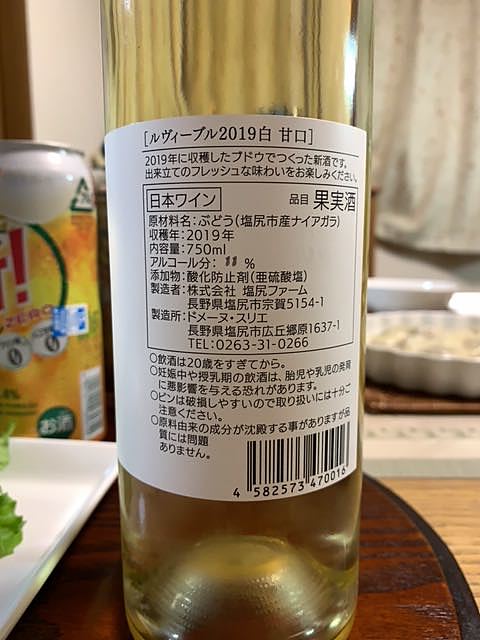 [ルヴィーブル2019白 甘口]
2019年に収穫したブドウでつくった新酒です。
出来立てのフレッシュな味わいをお楽しみください。
日本ワイン 品目 果実酒
原材料名:ぶどう(塩尻市産ナイアガラ)
収穫年:2019年
内容量:750ml
アルコール分: 11 %
添加物:酸化防止剤(亜硫酸塩)
製造者:株式会社 塩尻ファーム
長野県塩尻市宗賀5154-1
製造所:ドメーヌ・スリエ
長野県塩尻市広丘郷原1637-1
TEL:0263-31-0266
○飲酒は20歳をすぎてから。
○妊娠中や授乳期の飲酒は、胎児や乳児の発育
に悪影響を与える恐れがあります。
○ビンは破損しやすいので取り扱いには十分ご
注意ください。
○原料由来の成分が沈殿する事がありますが品
質には問題
ありません。
4 582573 470016
!
ZERO
0
0
4%
お酒